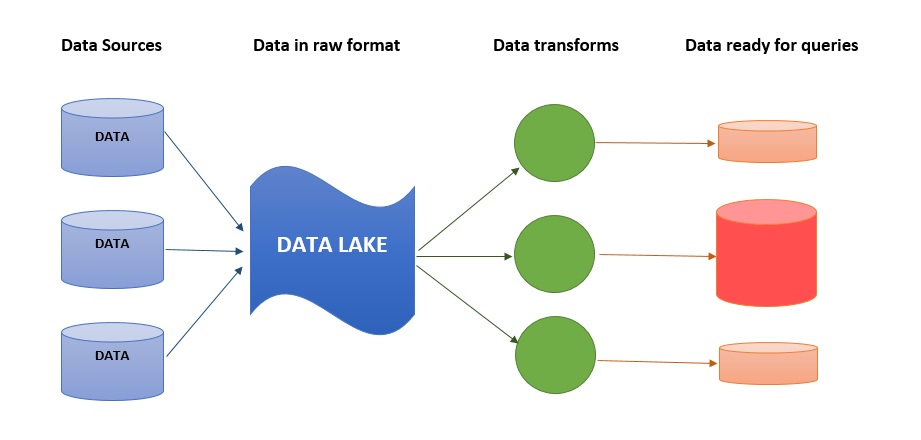 Data Sources
Data in raw format
Data transforms
Data ready for queries
DATA
DATA
DATA LAKE
DATA